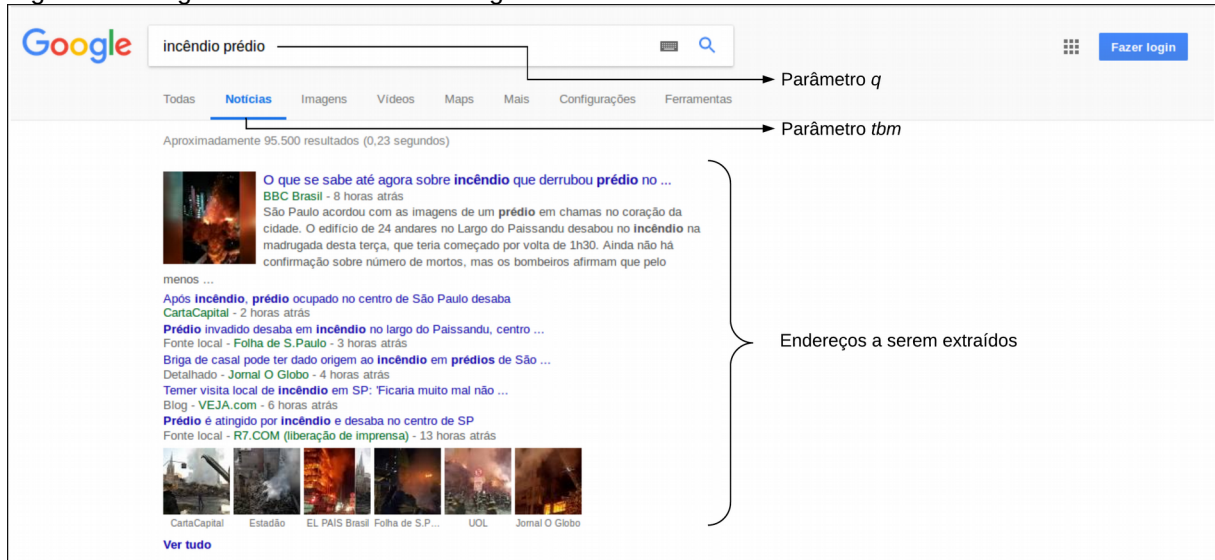 Google
incêndio prédio
Fazer login
Parâmetro q
Todas Notícias Imagens Vídeos Maps Mais Configurações Ferramentas
Parâmetro tbm
Aproximadamente 95.500 resultados (0,23 segundos)
O que se sabe até agora sobre incêndio que derrubou prédio no ...
BBC Brasil - 8 horas atrás
São Paulo acordou com as imagens de um prédio em chamas no coração da
cidade. O edifício de 24 andares no Largo do Paissandu desabou no incêndio na
madrugada desta terça, que teria começado por volta de 1h30. Ainda não há
confirmação sobre número de mortos, mas os bombeiros afirmam que pelo
menos ...
Após incêndio, prédio ocupado no centro de São Paulo desaba
CartaCapital - 2 horas atrás
Prédio invadido desaba em incêndio no largo do Paissandu, centro ...
Fonte local - Folha de S.Paulo - 3 horas atrás
Endereços a serem extraídos
Briga de casal pode ter dado origem ao incêndio em prédios de São ...
Detalhado - Jornal O Globo - 4 horas atrás
Temer visita local de incêndio em SP: 'Ficaria muito mal não ...
Blog - VEJA.com - 6 horas atrás
Prédio é atingido por incêndio e desaba no centro de SP
Fonte local - R7.COM (liberação de imprensa) - 13 horas atrás
CartaCapital Estadão EL PAÍS Brasil Folha de S.P... UOL Jornal O Globo
Ver tudo